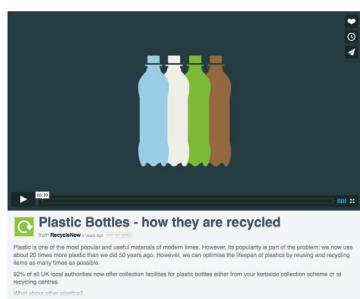 00:00
Plastic Bottles - how they are recycled
from RecycleNow
Plastic is one of the most popular and useful materials of modern times. However, its popularity is part of the problem: we now use
about 20 times more plastic than we did 50 years ago. However, we can optimise the lifespan of plastics by reusing and recycling
items as many times as possible.
92% of all UK local authorities now offer collection facilities for plastic bottles either from your kerbside collection scheme or at
recycling centres.
What about other plastics?